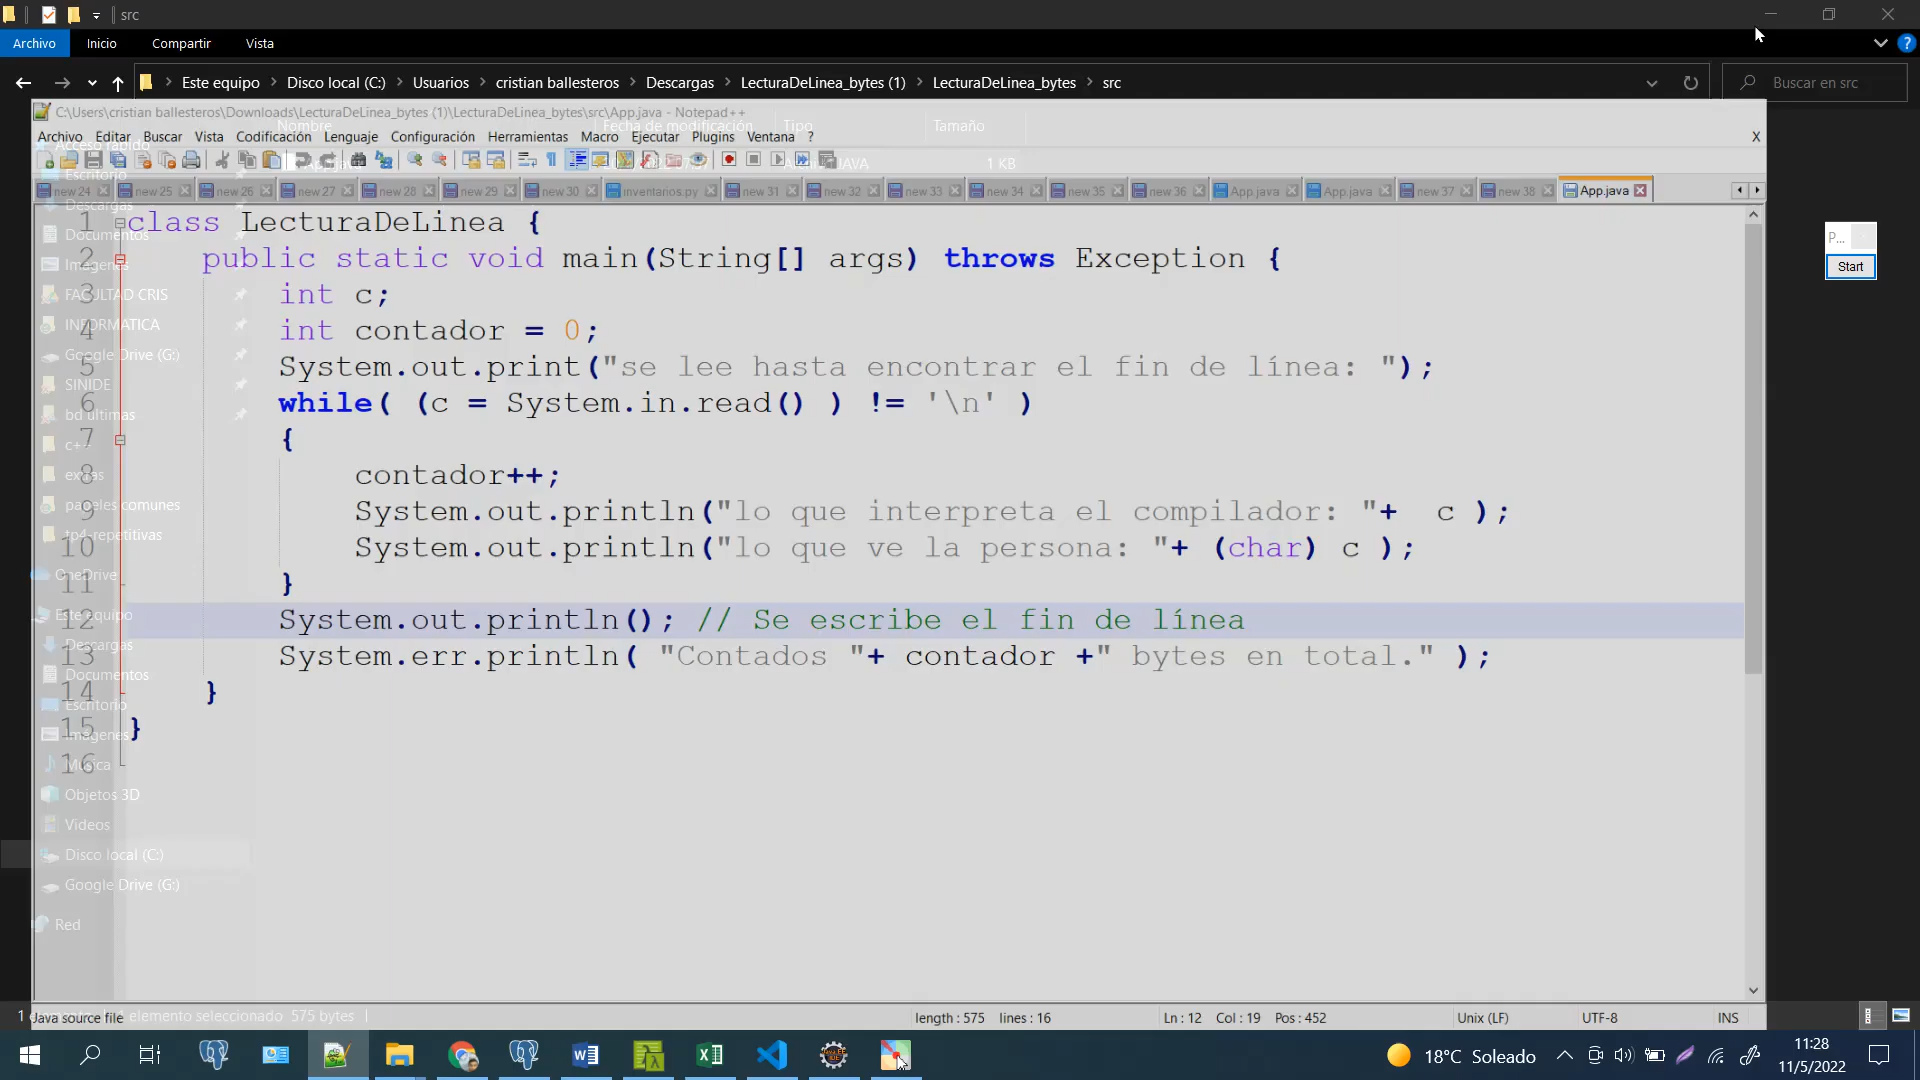 src
Archivo Inicio Compartir Vista
Este equipo Disco local (C:) Usuarios cristian ballesteros Descargas LecturaDeLinea_bytes (1) LecturaDeLinea_bytes src
Buscar en src
C:\Users\cristian ballesteros\Downloads\LecturaDeLinea_bytes (1)\LecturaDeLinea_bytes\src\App.java - Notepad++
Nombre Fecha de modificación Tipo Tamaño
Archivo Editar Buscar Vista Codificación Lenguaje Configuración Herramientas Macro Ejecutar Plugins Ventana ? X
JAVA 1 KB
new 24 new 25 new 26 new 27 new 28 new 29 new 30 inventarios.py new 31 new 32 new 33 new 34 new 35 new 36 App.java App.java new 37 new 38 App.java
1 class LecturaDeLinea {
2 public static void main(String[] args) throws Exception {
3 int c;
4 int contador = 0;
5 System.out.print("se lee hasta encontrar el fin de línea: ");
6 while( (c = System.in.read() ) != '\n' )
7 {
8 contador++;
9 System.out.println("lo que interpreta el compilador: "+ c );
10 System.out.println("lo que ve la persona: "+ (char) c );
11 }
12 System.out.println(); // Se escribe el fin de línea
13 System.err.println( "Contados "+ contador +" bytes en total." );
14 }
15 }
16
Acceso rápido
Escritorio
Descargas
Documentos
Imágenes
FACULTAD CRIS
INFORMATICA
Google Drive (G:)
SINIDE
bd ultimas
c++
extras
papeles comunes
tp4-repetitivas
OneDrive
Este equipo
Descargas
Documentos
Escritorio
Imágenes
Música
Objetos 3D
Videos
Disco local (C:)
Google Drive (G:)
Red
P...
Start
1 elemento seleccionado 575 bytes
Java source file length : 575 lines : 16 Ln : 12 Col : 19 Pos : 452 Unix (LF) UTF-8 INS
18°C Soleado
11:28
11/5/2022